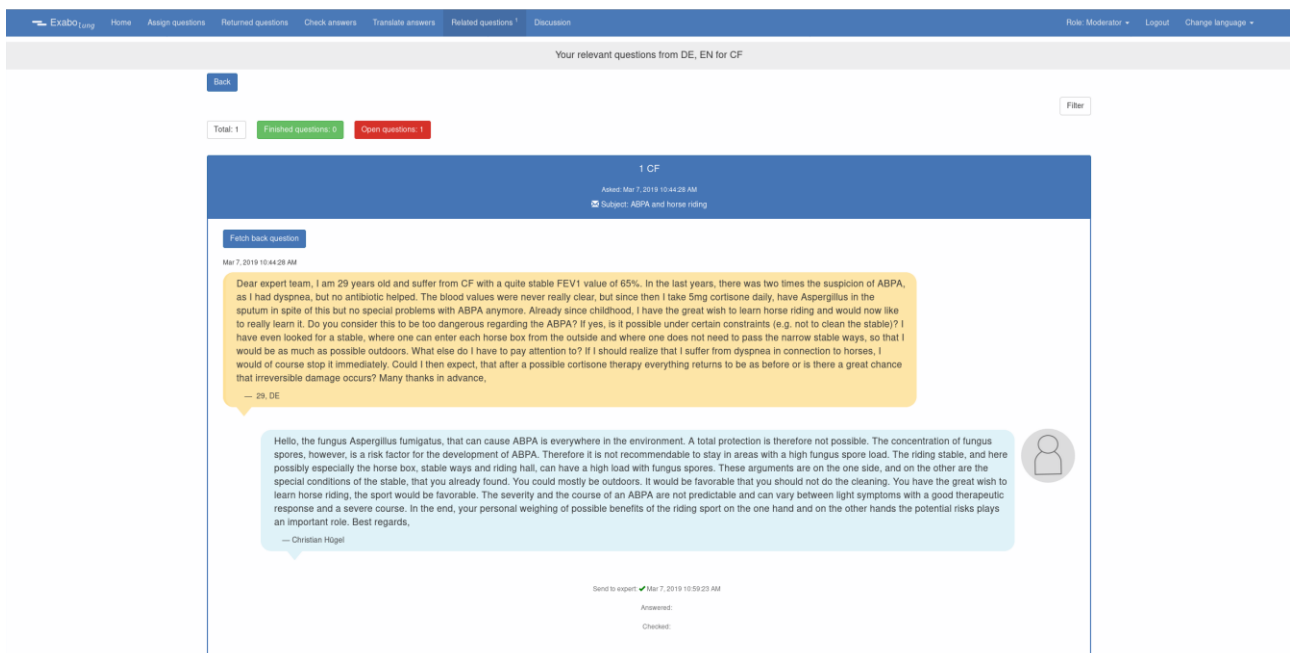 ExaboLung Home Assign questions Returned questions Check answers Translate answers Related questions 1 Discussion Role: Moderator Logout Change language
Your relevant questions from DE, EN for CF
Back
Filter
Total: 1 Finished questions: 0 Open questions: 1
1 CF
Asked: Mar 7, 2019 10:44:28 AM
Subject: ABPA and horse riding
Fetch back question
Mar 7, 2019 10:44:28 AM
Dear expert team, I am 29 years old and suffer from CF with a quite stable FEV1 value of 65%. In the last years, there was two times the suspicion of ABPA,
as I had dyspnea, but no antibiotic helped. The blood values were never really clear, but since then I take 5mg cortisone daily, have Aspergillus in the
sputum in spite of this but no special problems with ABPA anymore. Already since childhood, I have the great wish to learn horse riding and would now like
to really learn it. Do you consider this to be too dangerous regarding the ABPA? If yes, is it possible under certain constraints (e.g. not to clean the stable)? I
have even looked for a stable, where one can enter each horse box from the outside and where one does not need to pass the narrow stable ways, so that I
would be as much as possible outdoors. What else do I have to pay attention to? If I should realize that I suffer from dyspnea in connection to horses, I
would of course stop it immediately. Could I then expect, that after a possible cortisone therapy everything returns to be as before or is there a great chance
that irreversible damage occurs? Many thanks in advance,
— 29, DE
Hello, the fungus Aspergillus fumigatus, that can cause ABPA is everywhere in the environment. A total protection is therefore not possible. The concentration of fungus
spores, however, is a risk factor for the development of ABPA. Therefore it is not recommendable to stay in areas with a high fungus spore load. The riding stable, and here
possibly especially the horse box, stable ways and riding hall, can have a high load with fungus spores. These arguments are on the one side, and on the other are the
special conditions of the stable, that you already found. You could mostly be outdoors. It would be favorable that you should not do the cleaning. You have the great wish to
learn horse riding, the sport would be favorable. The severity and the course of an ABPA are not predictable and can vary between light symptoms with a good therapeutic
response and a severe course. In the end, your personal weighing of possible benefits of the riding sport on the one hand and on the other hands the potential risks plays
an important role. Best regards,
— Christian Hügel
Send to expert: Mar 7, 2019 10:59:23 AM
Answered:
Checked: